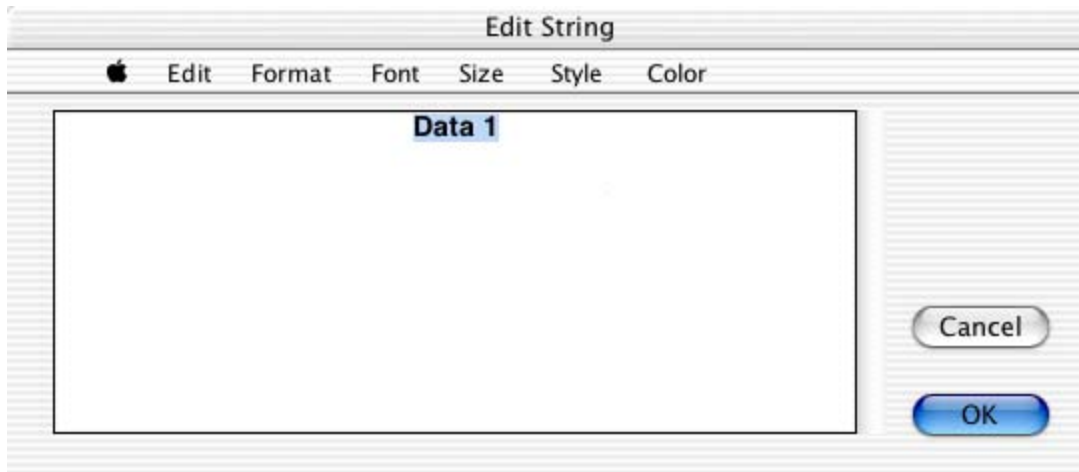 Edit String
Edit Format Font Size Style Color
Data 1
Cancel
OK